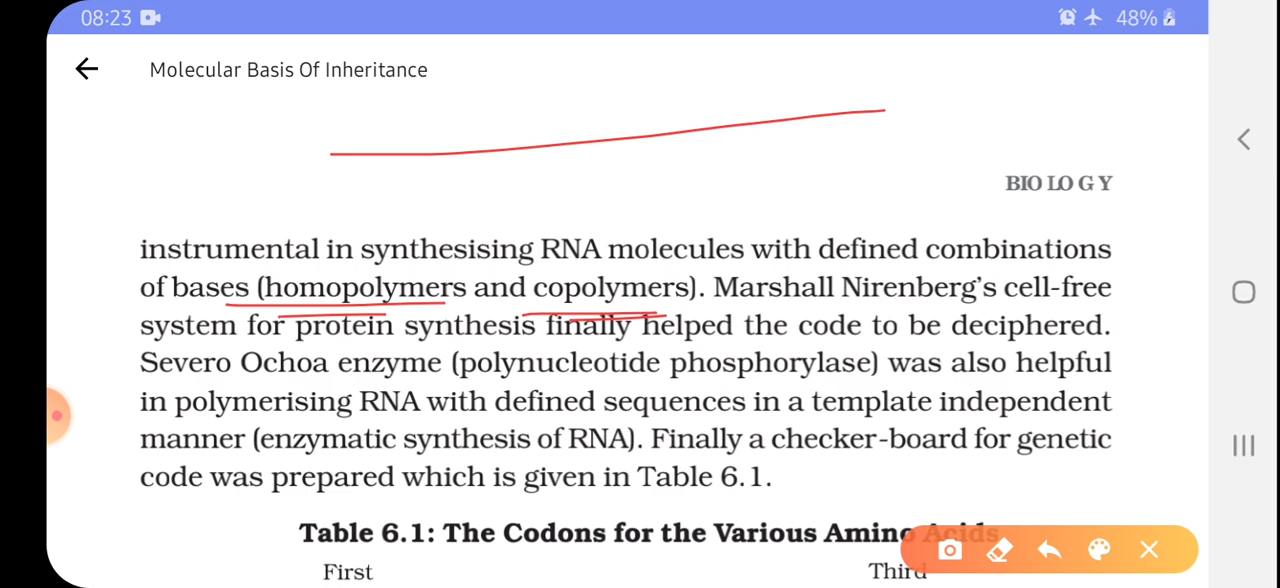 08:23 48%
Molecular Basis Of Inheritance
BIOLOGY
instrumental in synthesising RNA molecules with defined combinations
of bases (homopolymers and copolymers). Marshall Nirenberg's cell-free
system for protein synthesis finally helped the code to be deciphered.
Severo Ochoa enzyme (polynucleotide phosphorylase) was also helpful
in polymerising RNA with defined sequences in a template independent
manner (enzymatic synthesis of RNA). Finally a checker-board for genetic
code was prepared which is given in Table 6.1.
Table 6.1: The Codons for the Various Amino Acids
First Third